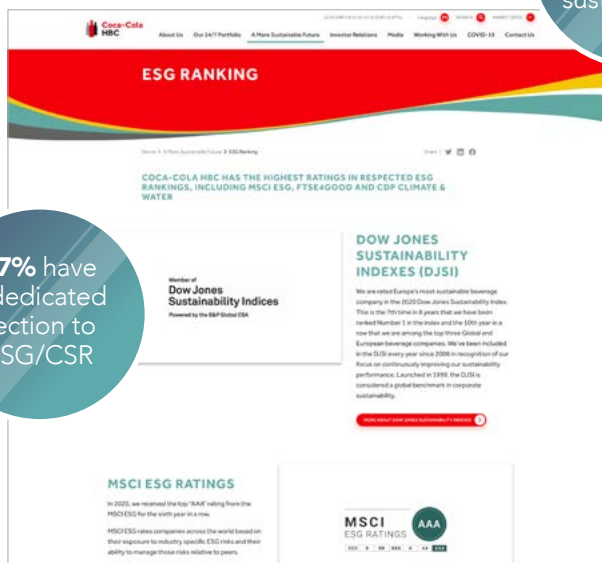 sust
Coca-Cola
HBC
Language
About Us Our 24/7 Portfolio A More Sustainable Future Investor Relations Media Working With Us COVID-19 Contact Us
ESG RANKING
Home A More Sustainable Future ESG Ranking
Share
COCA-COLA HBC HAS THE HIGHEST RATINGS IN RESPECTED ESG
RANKINGS, INCLUDING MSCI ESG, FTSE4GOOD AND CDP CLIMATE &
WATER
7% have
dedicated
ection to
SG/CSR
Member of
Dow Jones
Sustainability Indices
Powered by the S&P Global CSA
DOW JONES
SUSTAINABILITY
INDEXES (DJSI)
We are rated Europe's most sustainable beverage
company in the 2020 Dow Jones Sustainability Index.
This is the 7th time in 8 years that we have been
ranked Number 1 in the index and the 10th year in a
row that we are among the top three Global and
European beverage companies. We've been included
in the DJSI every year since 2008 in recognition of our
focus on continuously improving our sustainability
performance. Launched in 1999, the DJSI is
considered a global benchmark in corporate
sustainability.
MORE ABOUT DOW JONES SUSTAINABILITY INDEXES
MSCI ESG RATINGS
In 2020, we received the top 'AAA' rating from the
MSCI ESG for the sixth year in a row.
MSCI ESG rates companies across the world based on
their exposure to industry specific ESG risks and their
ability to manage those risks relative to peers.
MSCI
ESG RATINGS
AAA
CCC B BB BBB A AA AAA